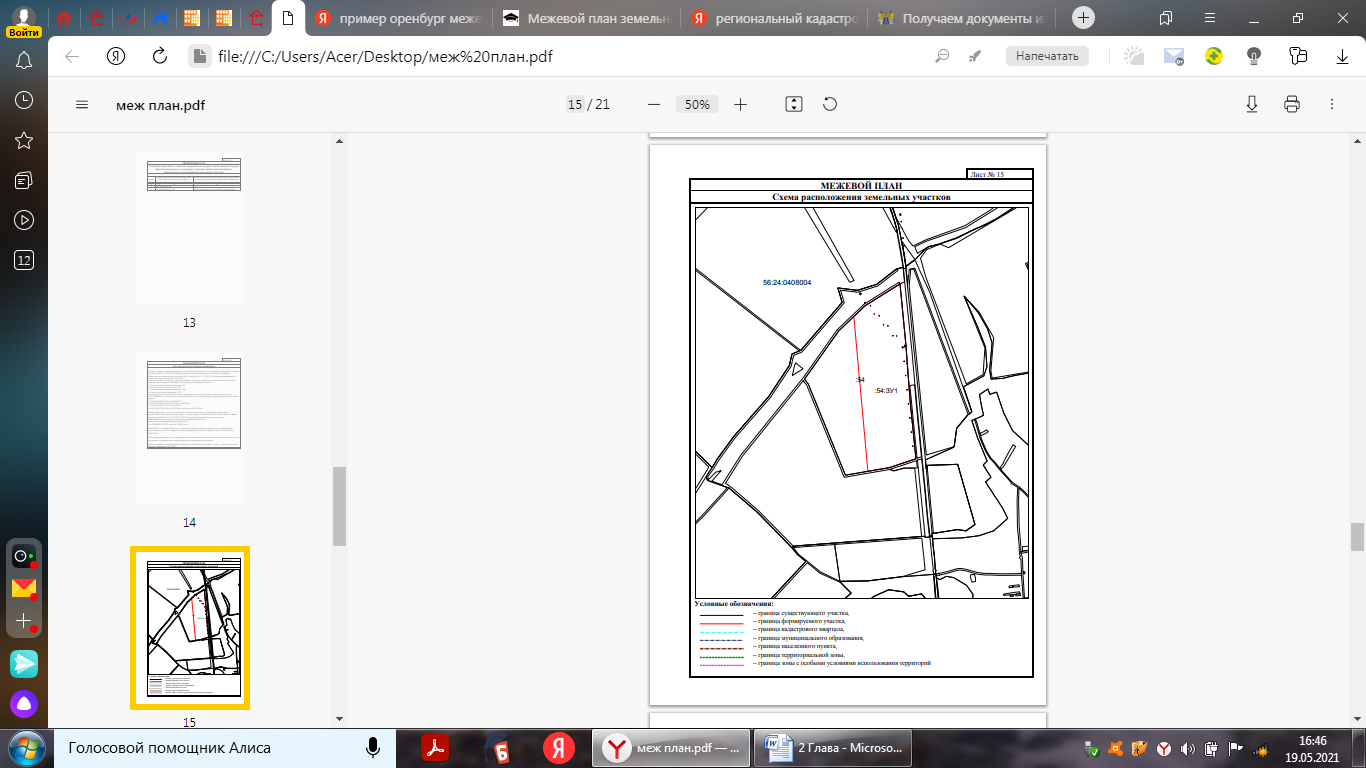 Войти
пример оренбург меже
Межевой план земельн
региональный кадастро
Получаем документы и
file:///C:/Users/Acer/Desktop/меж%20план.pdf
Напечатать
меж план.pdf
15 / 21
50%
12
13
14
15
Лист № 15
МЕЖЕВОЙ ПЛАН
Схема расположения земельных участков
56:24:0408004
:54
:54:ЗУ1
Условные обозначения:
– граница существующего участка,
– граница формируемого участка,
– граница кадастрового квартала,
– граница муниципального образования,
– граница населенного пункта,
– граница территориальной зоны,
– граница зоны с особыми условиями использования территорий
Голосовой помощник Алиса
меж план.pdf — ...
2 Глава - Microso...
16:46
19.05.2021